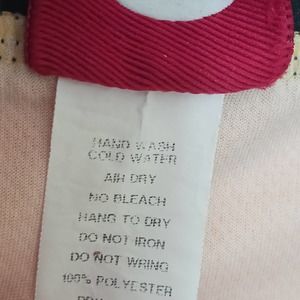 HAND WASH
COLD WATER
AIR DRY
NO BLEACH
HANG TO DRY
DO NOT IRON
DO NOT WRING
100% POLYESTER